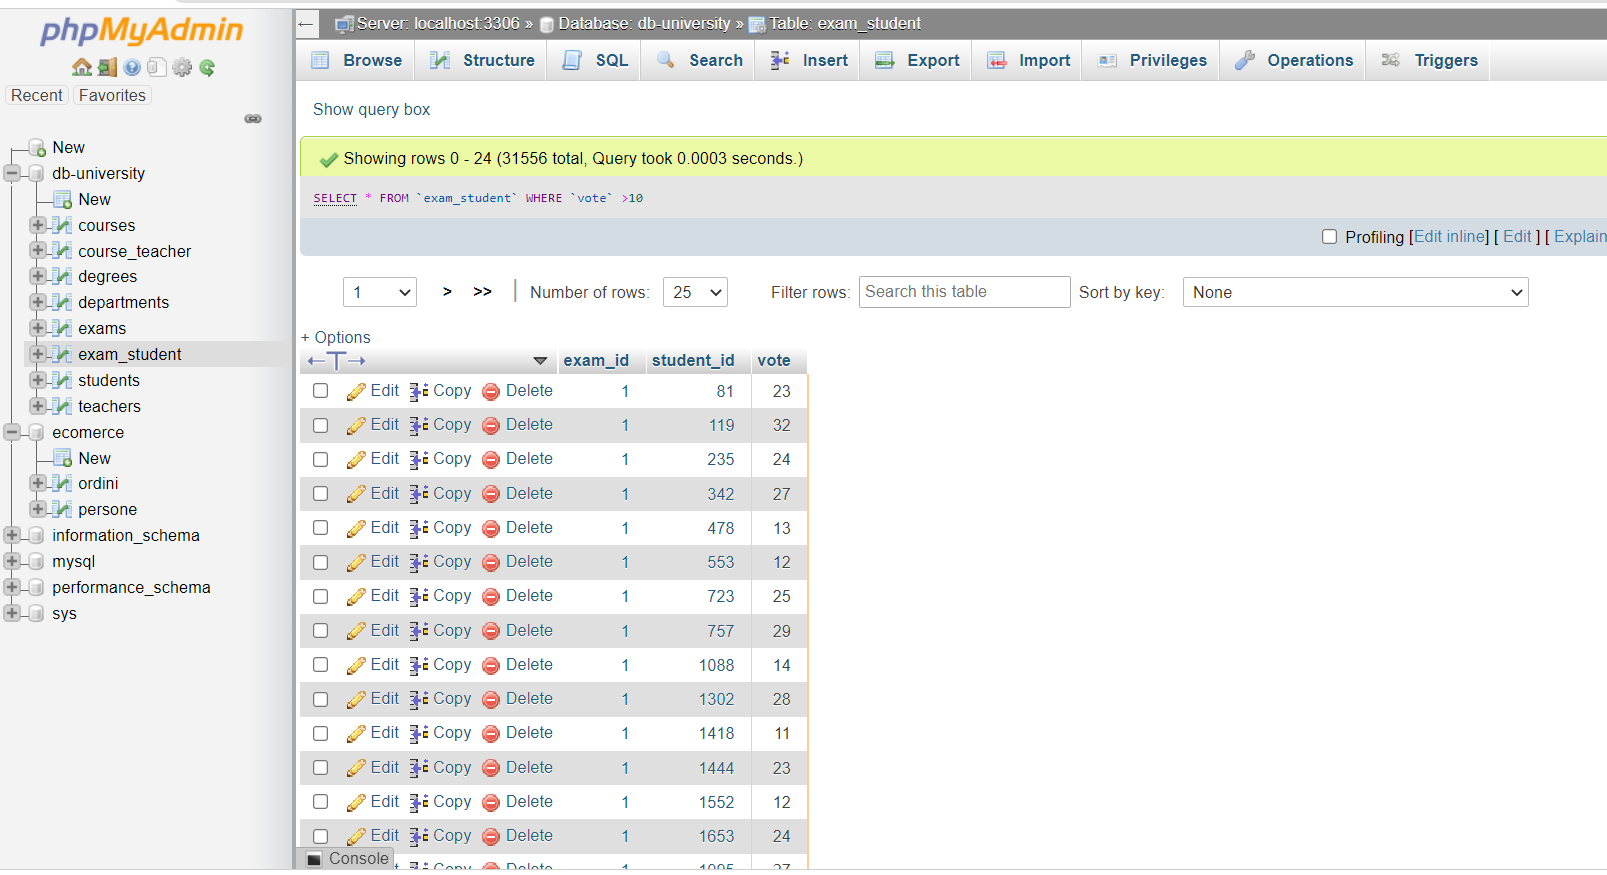 phpMyAdmin
Recent Favorites
New
db-university
New
courses
course_teacher
degrees
departments
exams
exam_student
students
teachers
ecomerce
New
ordini
persone
information_schema
mysql
performance_schema
sys
← Server: localhost:3306 » Database: db-university » Table: exam_student
Browse Structure SQL Search Insert Export Import Privileges Operations Triggers
Show query box
Showing rows 0 - 24 (31556 total, Query took 0.0003 seconds.)
SELECT * FROM `exam_student` WHERE `vote` >10
Profiling [Edit inline] [ Edit ] [ Explain
1 > >> | Number of rows: 25 Filter rows: Search this table Sort by key: None
+ Options
←T→ exam_id student_id vote
Edit Copy Delete 1 81 23
Edit Copy Delete 1 119 32
Edit Copy Delete 1 235 24
Edit Copy Delete 1 342 27
Edit Copy Delete 1 478 13
Edit Copy Delete 1 553 12
Edit Copy Delete 1 723 25
Edit Copy Delete 1 757 29
Edit Copy Delete 1 1088 14
Edit Copy Delete 1 1302 28
Edit Copy Delete 1 1418 11
Edit Copy Delete 1 1444 23
Edit Copy Delete 1 1552 12
Edit Copy Delete 1 1653 24
Copy Delete 1
Console